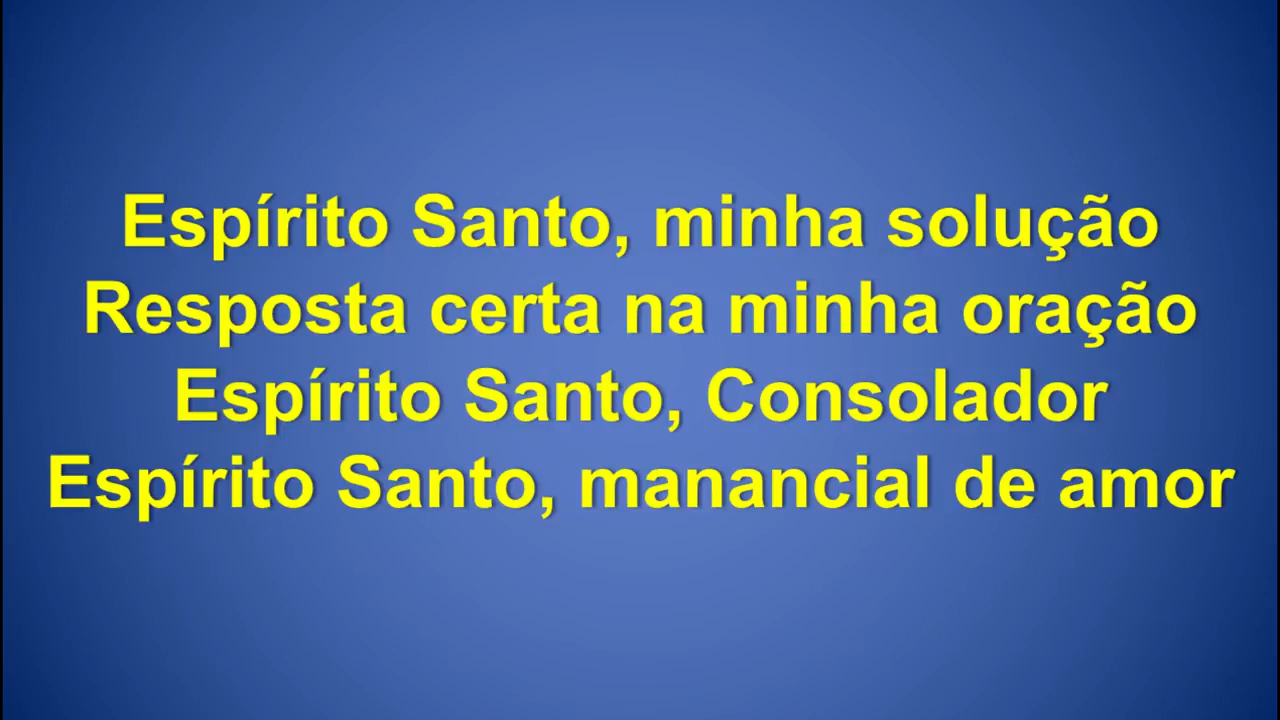 Espírito Santo, minha solução
Resposta certa na minha oração
Espírito Santo, Consolador
Espírito Santo, manancial de amor